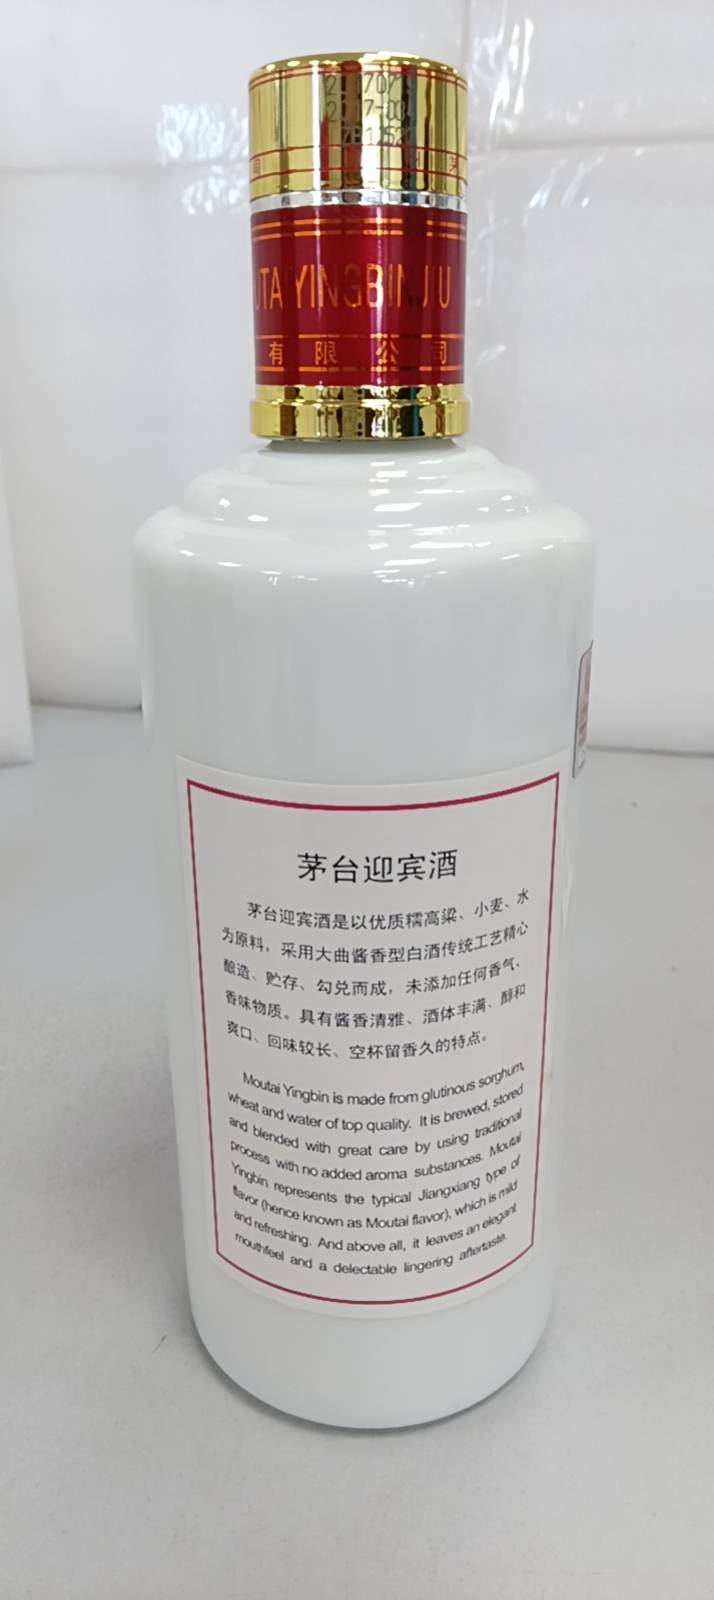 UTAI YINGBINJIU
有限公司
茅台迎宾酒
茅台迎宾酒是以优质糯高粱、小麦、水
为原料。采用大曲酱香型白酒传统工艺精心
酿造、贮存、勾兑而成，未添加任何香气、
香味物质。具有酱香清雅、酒体丰满、醇和
爽口、回味较长、空杯留香久的特点。
Moutai Yingbin is made from glutinous sorghum,
wheat and water of top quality. It is brewed, stored
and blended with great care by using traditional
process with no added aroma substances. Moutai
Yingbin represents the typical Jiangxiang type of
flavor (hence known as Moutai flavor), which is mild
and refreshing. And above all, it leaves an elegant
mouthfeel and a delectable lingering aftertaste.